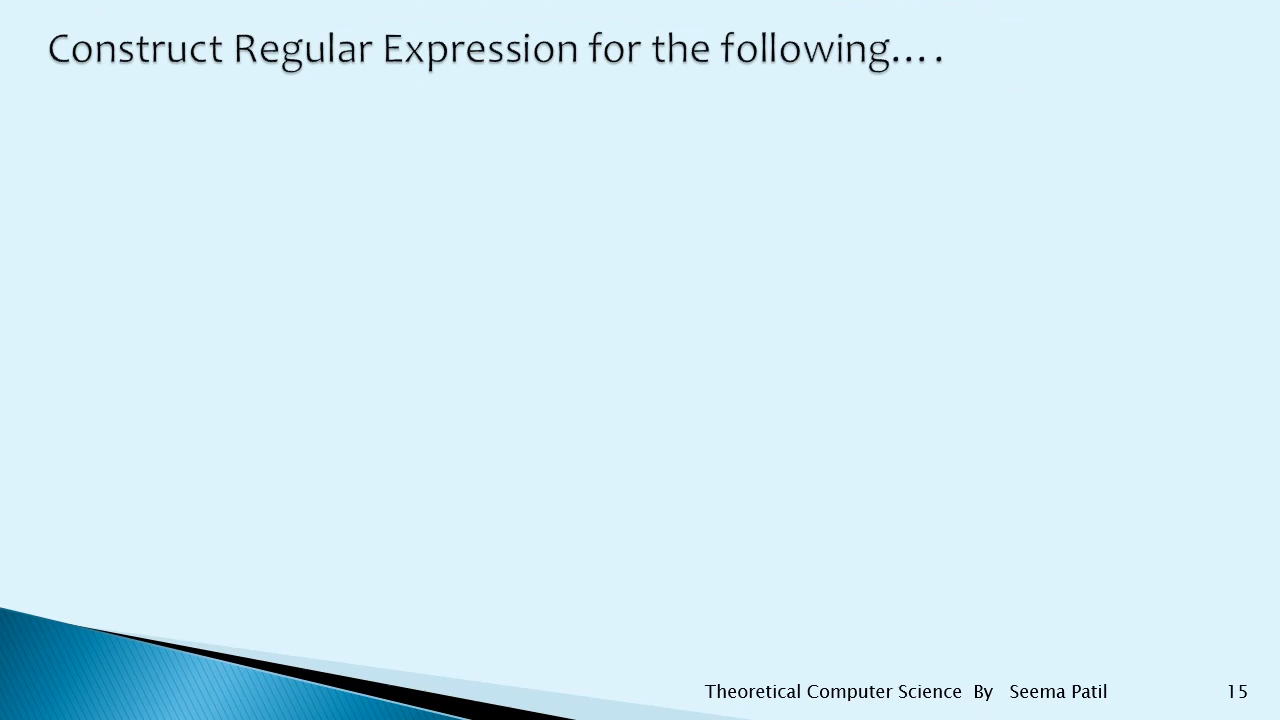 Construct Regular Expression for the following....
Theoretical Computer Science By Seema Patil 15